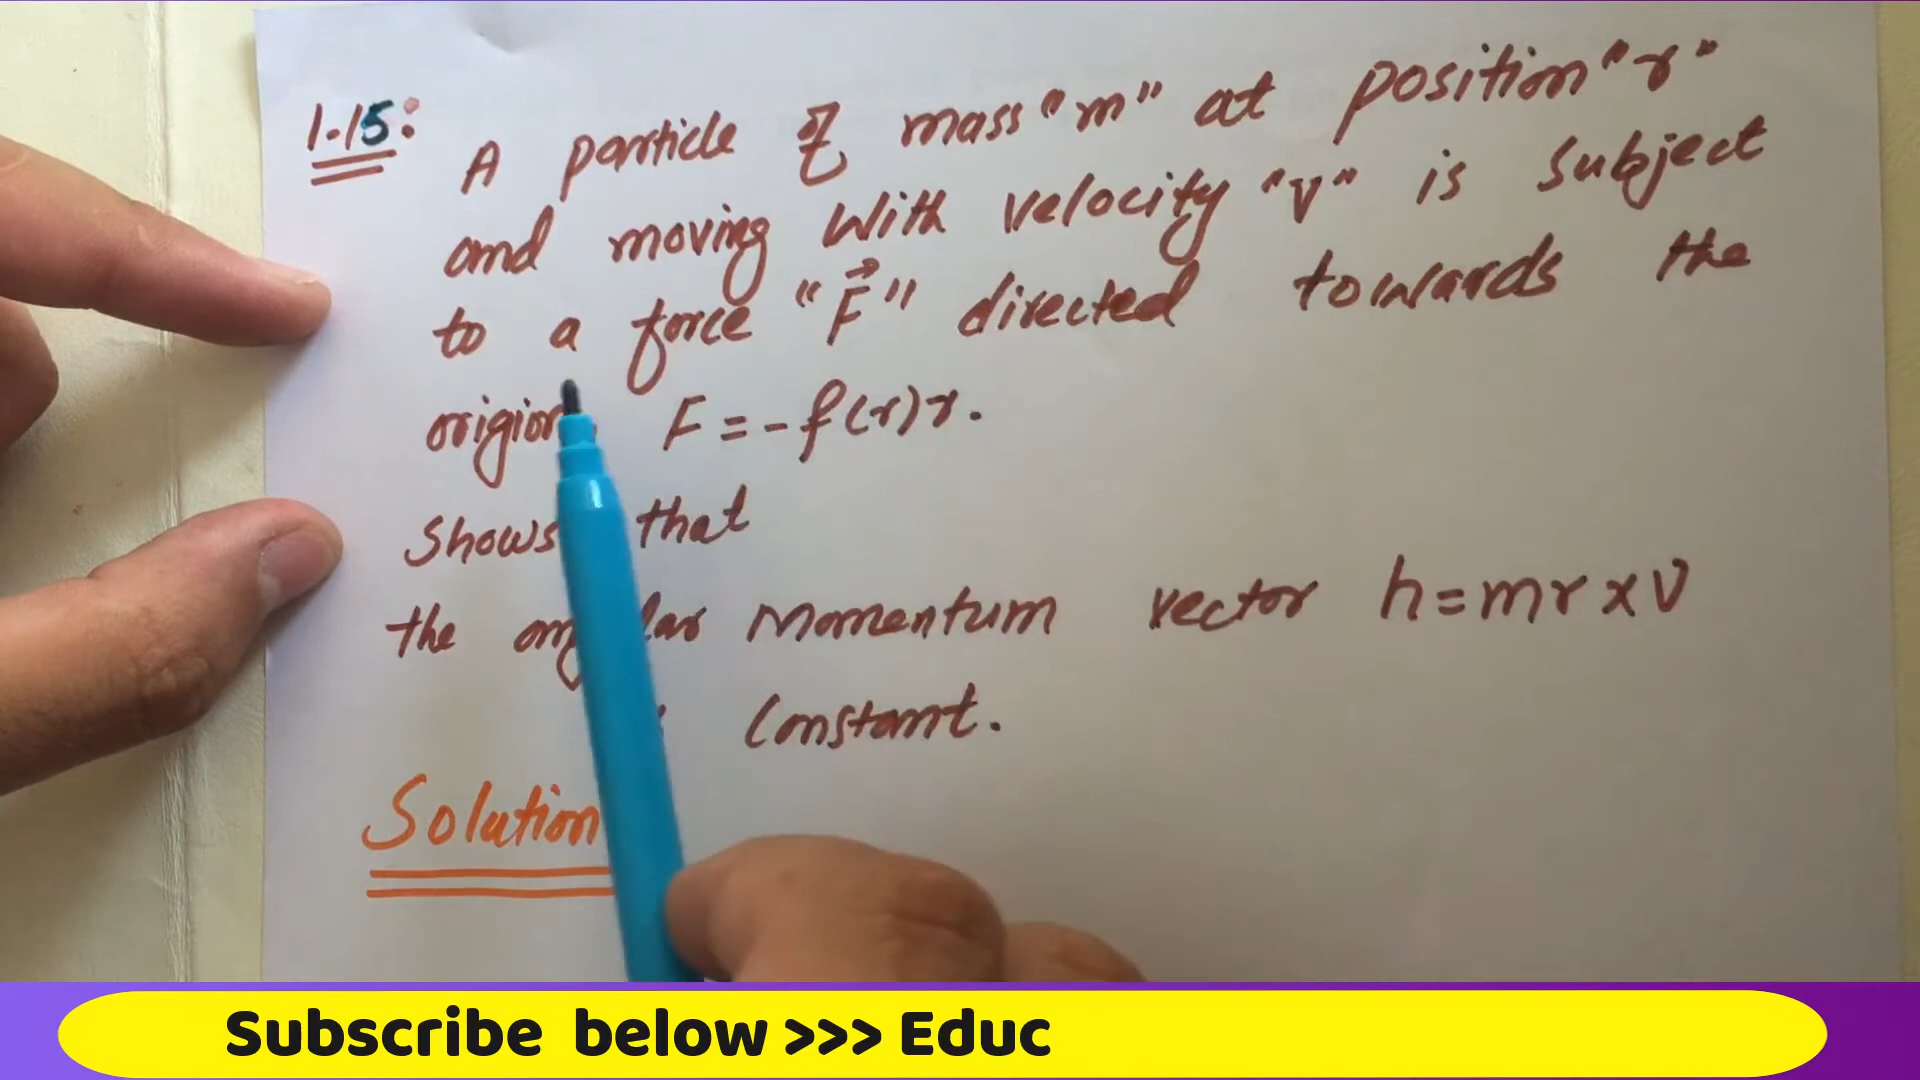 1.15:
A particle of mass "m" at position "r"
and moving with velocity "v" is subject
to a force "F⃗" directed towards the
F = -f(r)r.
Shows that
the momentum vector h = mr x v
Constant.
Solution
Subscribe below >>> Educ